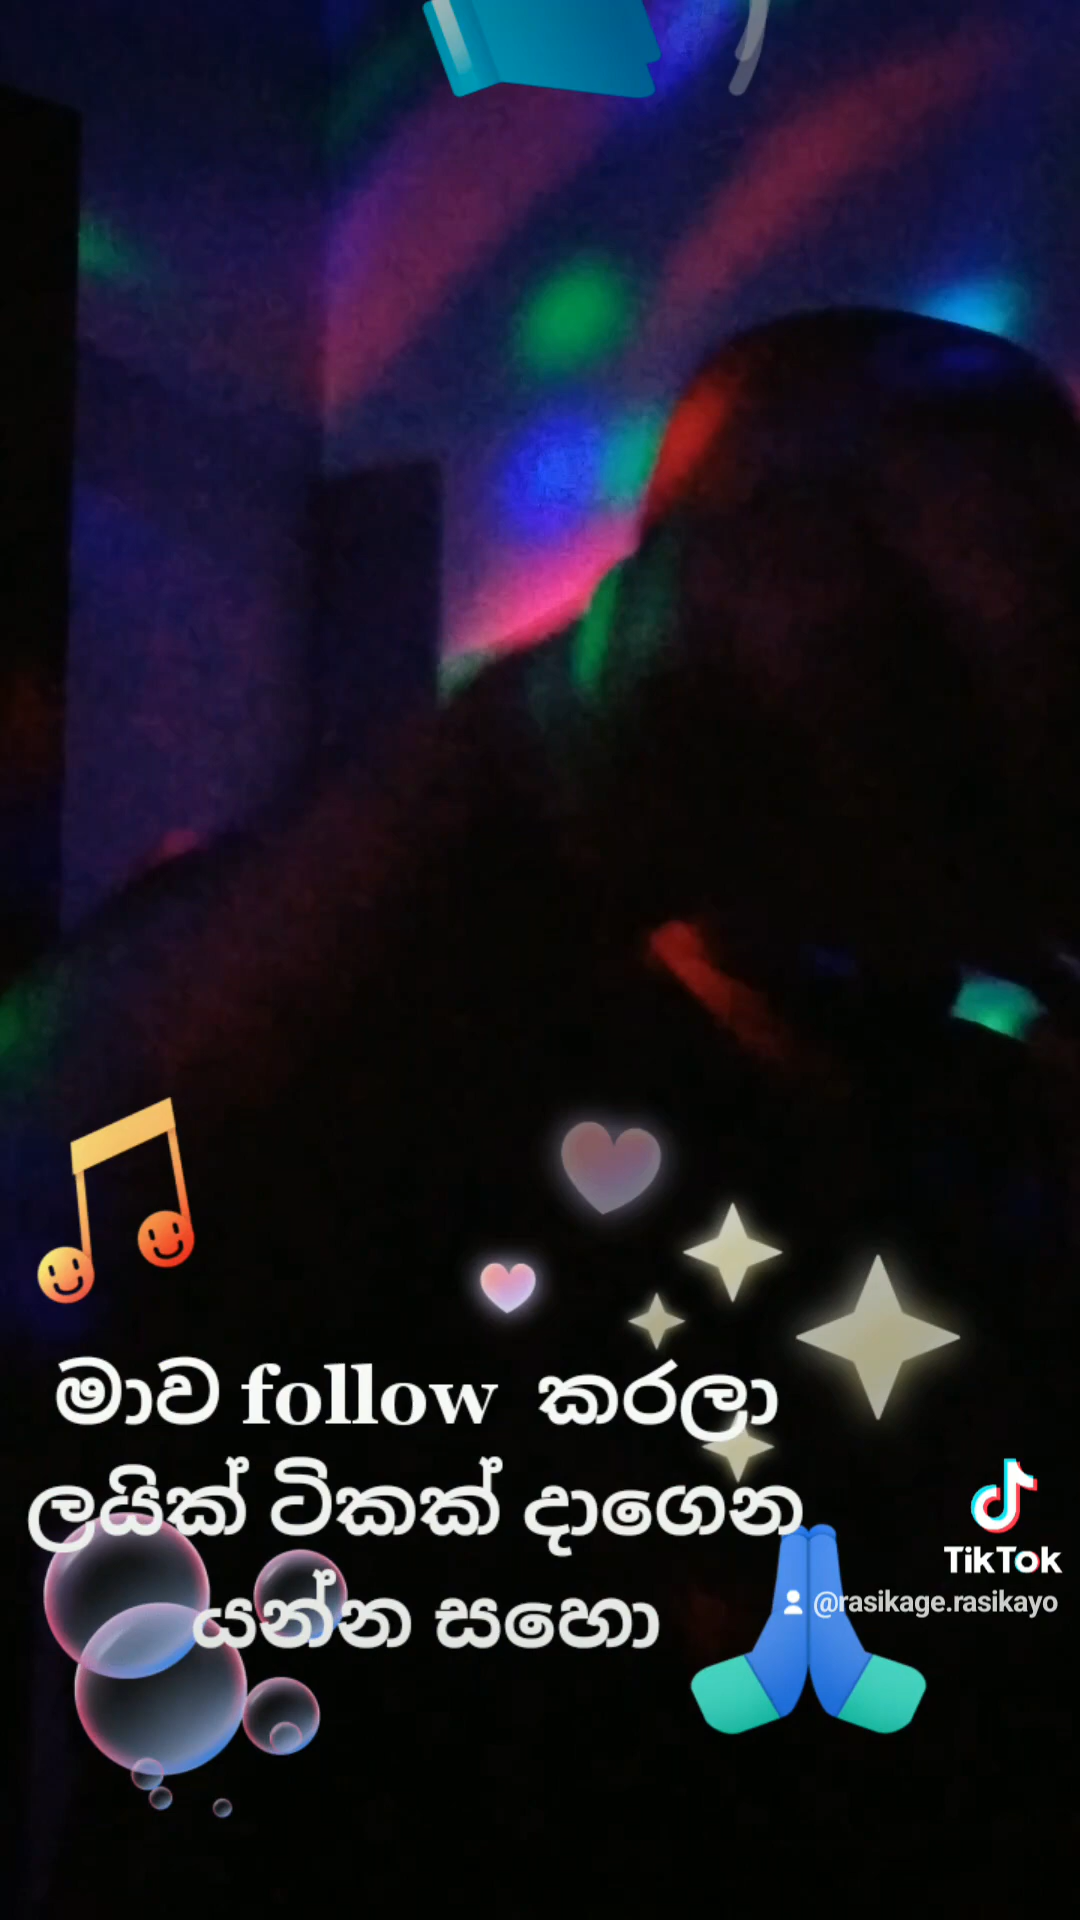 මාව follow කරලා
ලයික් ටිකක් දාගෙන
යන්න සහො
TikTok
@rasikage.rasikayo